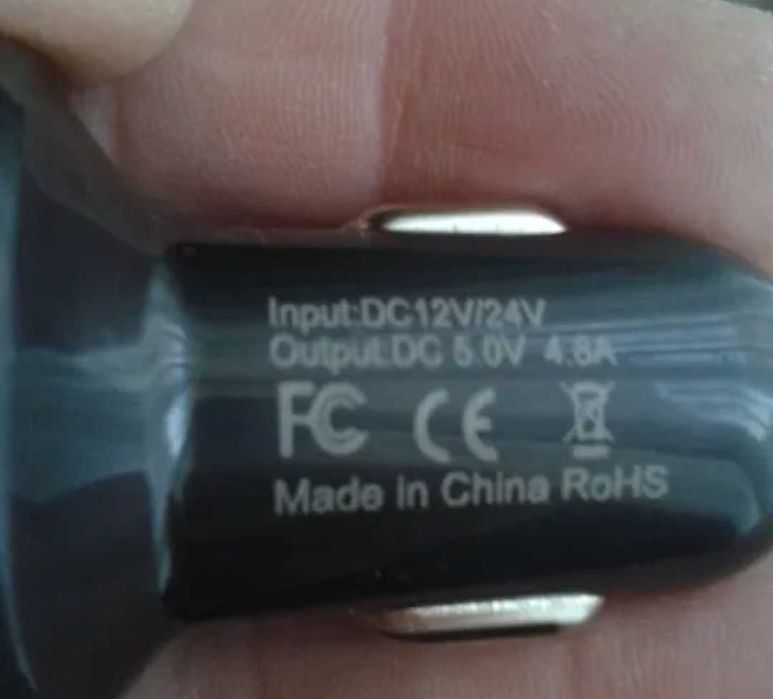 Input:DC12V/24V
Output:DC 5.0V 4.8A
FC CE
Made in China RoHS